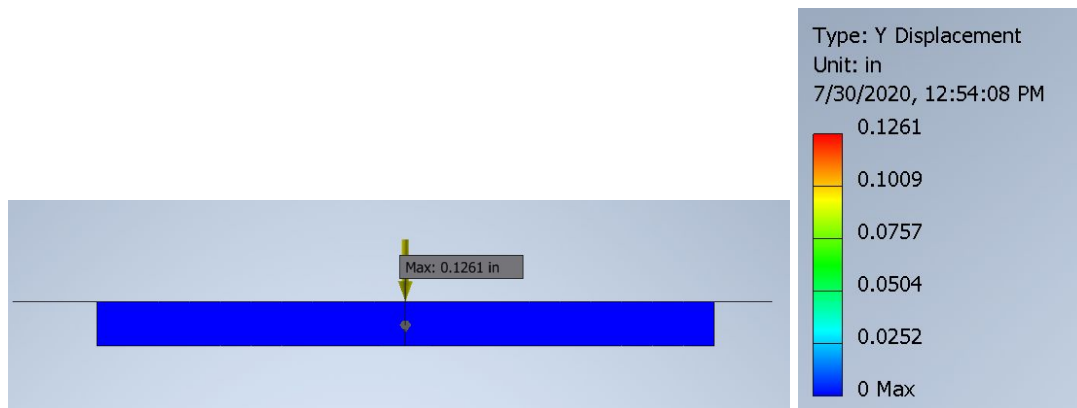 Max: 0.1261 in
Type: Y Displacement
Unit: in
7/30/2020, 12:54:08 PM
0.1261
0.1009
0.0757
0.0504
0.0252
0 Max